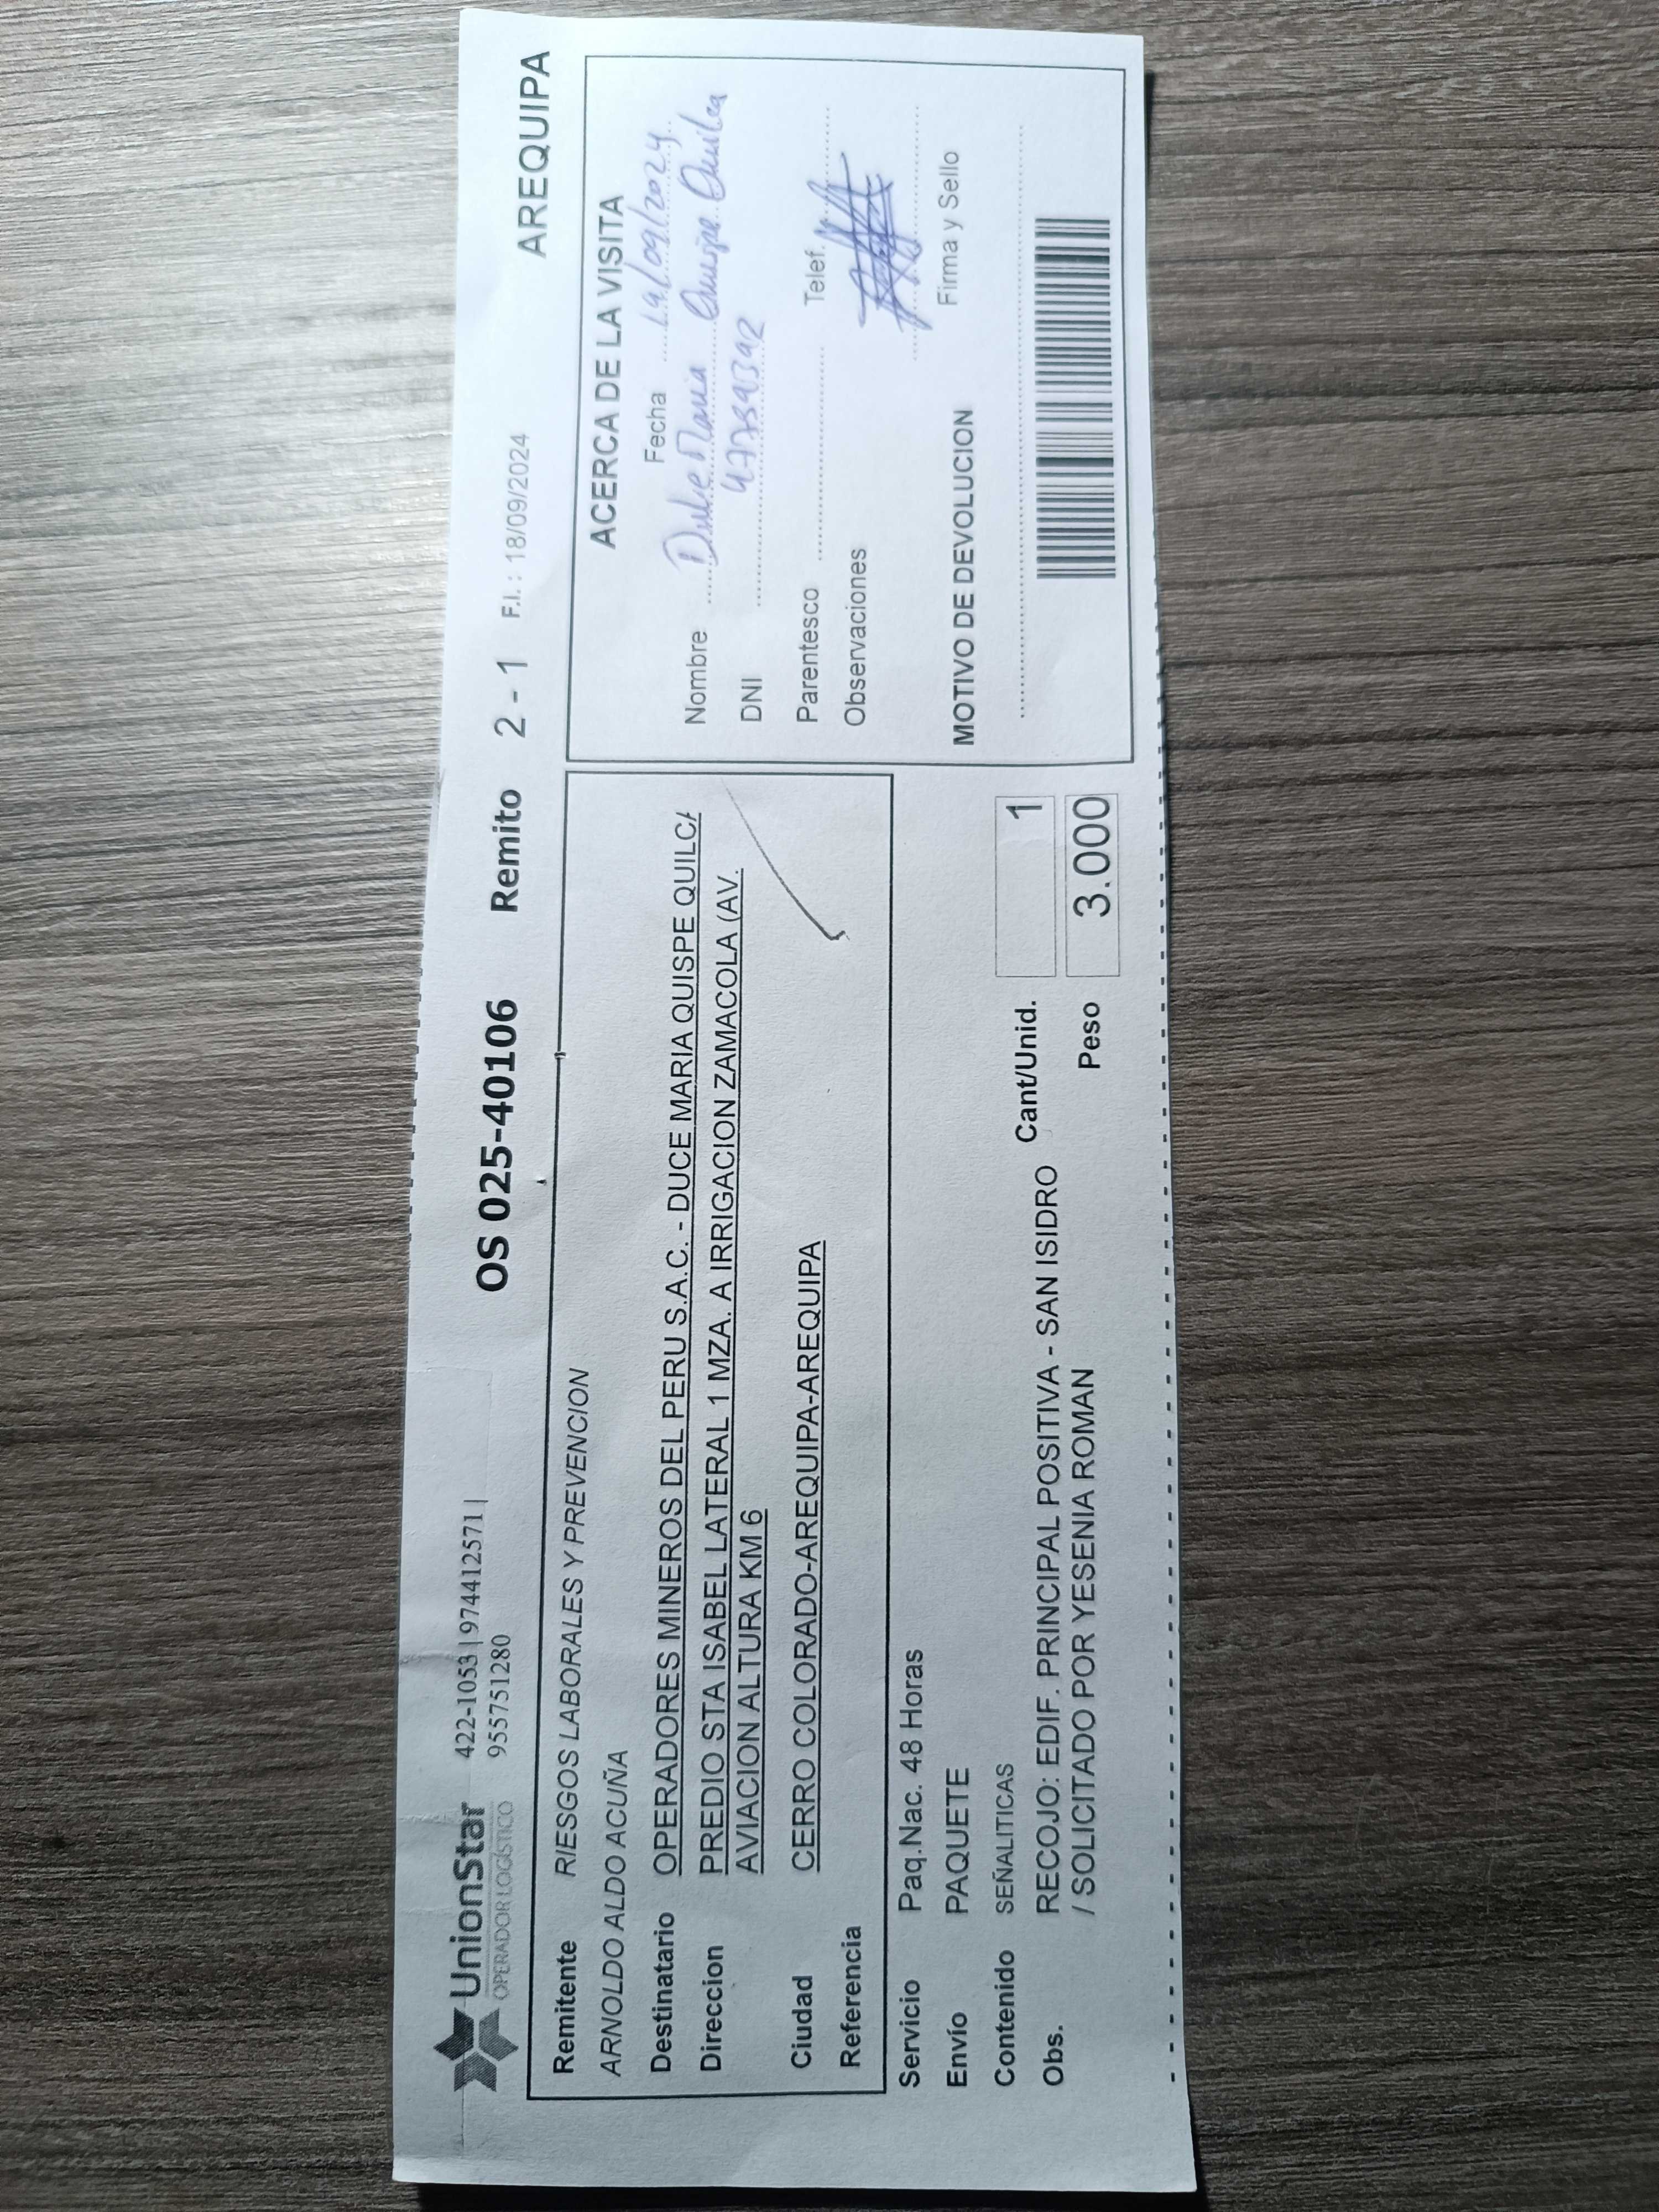 UnionStar
OPERADOR LOGÍSTICO
422-1053 | 974412571 |
955751280
OS 025-40106
Remito 2 - 1
F.I. : 18/09/2024
AREQUIPA
Remitente RIESGOS LABORALES Y PREVENCION
ARNOLDO ALDO ACUÑA
Destinatario OPERADORES MINEROS DEL PERU S.A.C. - DUCE MARIA QUISPE QUILCA
Direccion PREDIO STA ISABEL LATERAL 1 MZA. A IRRIGACION ZAMACOLA (AV.
AVIACION ALTURA KM 6
Ciudad CERRO COLORADO-AREQUIPA-AREQUIPA
Referencia
Servicio Paq.Nac. 48 Horas
Envío PAQUETE
Contenido SEÑALITICAS
Obs. RECOJO: EDIF. PRINCIPAL POSITIVA - SAN ISIDRO
/ SOLICITADO POR YESENIA ROMAN
Cant/Unid. 1
Peso 3.000
ACERCA DE LA VISITA
Fecha 19/09/2024
Nombre Dulce Maria Quispe Quilca
DNI
Parentesco Telef.
Observaciones
Firma y Sello
MOTIVO DE DEVOLUCION